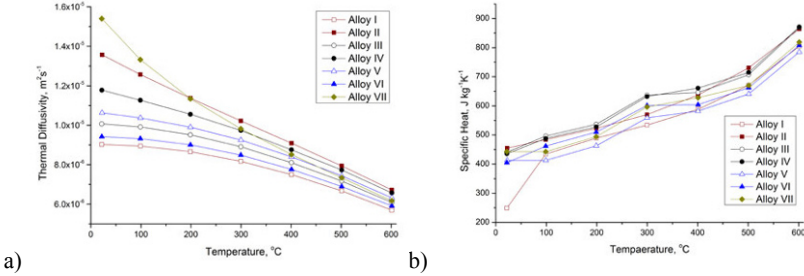 1.6x10⁻⁵
1.4x10⁻⁵
1.2x10⁻⁵
1.0x10⁻⁵
8.0x10⁻⁶
6.0x10⁻⁶
Thermal Diffusivity, m²s⁻¹
0 100 200 300 400 500 600
Temperature, °C
Alloy I
Alloy II
Alloy III
Alloy IV
Alloy V
Alloy VI
Alloy VII
a)
900
800
700
600
500
400
300
200
Specific Heat, J kg⁻¹K⁻¹
0 100 200 300 400 500 600
Tempaerature, °C
Alloy I
Alloy II
Alloy III
Alloy IV
Alloy V
Alloy VI
Alloy VII
b)